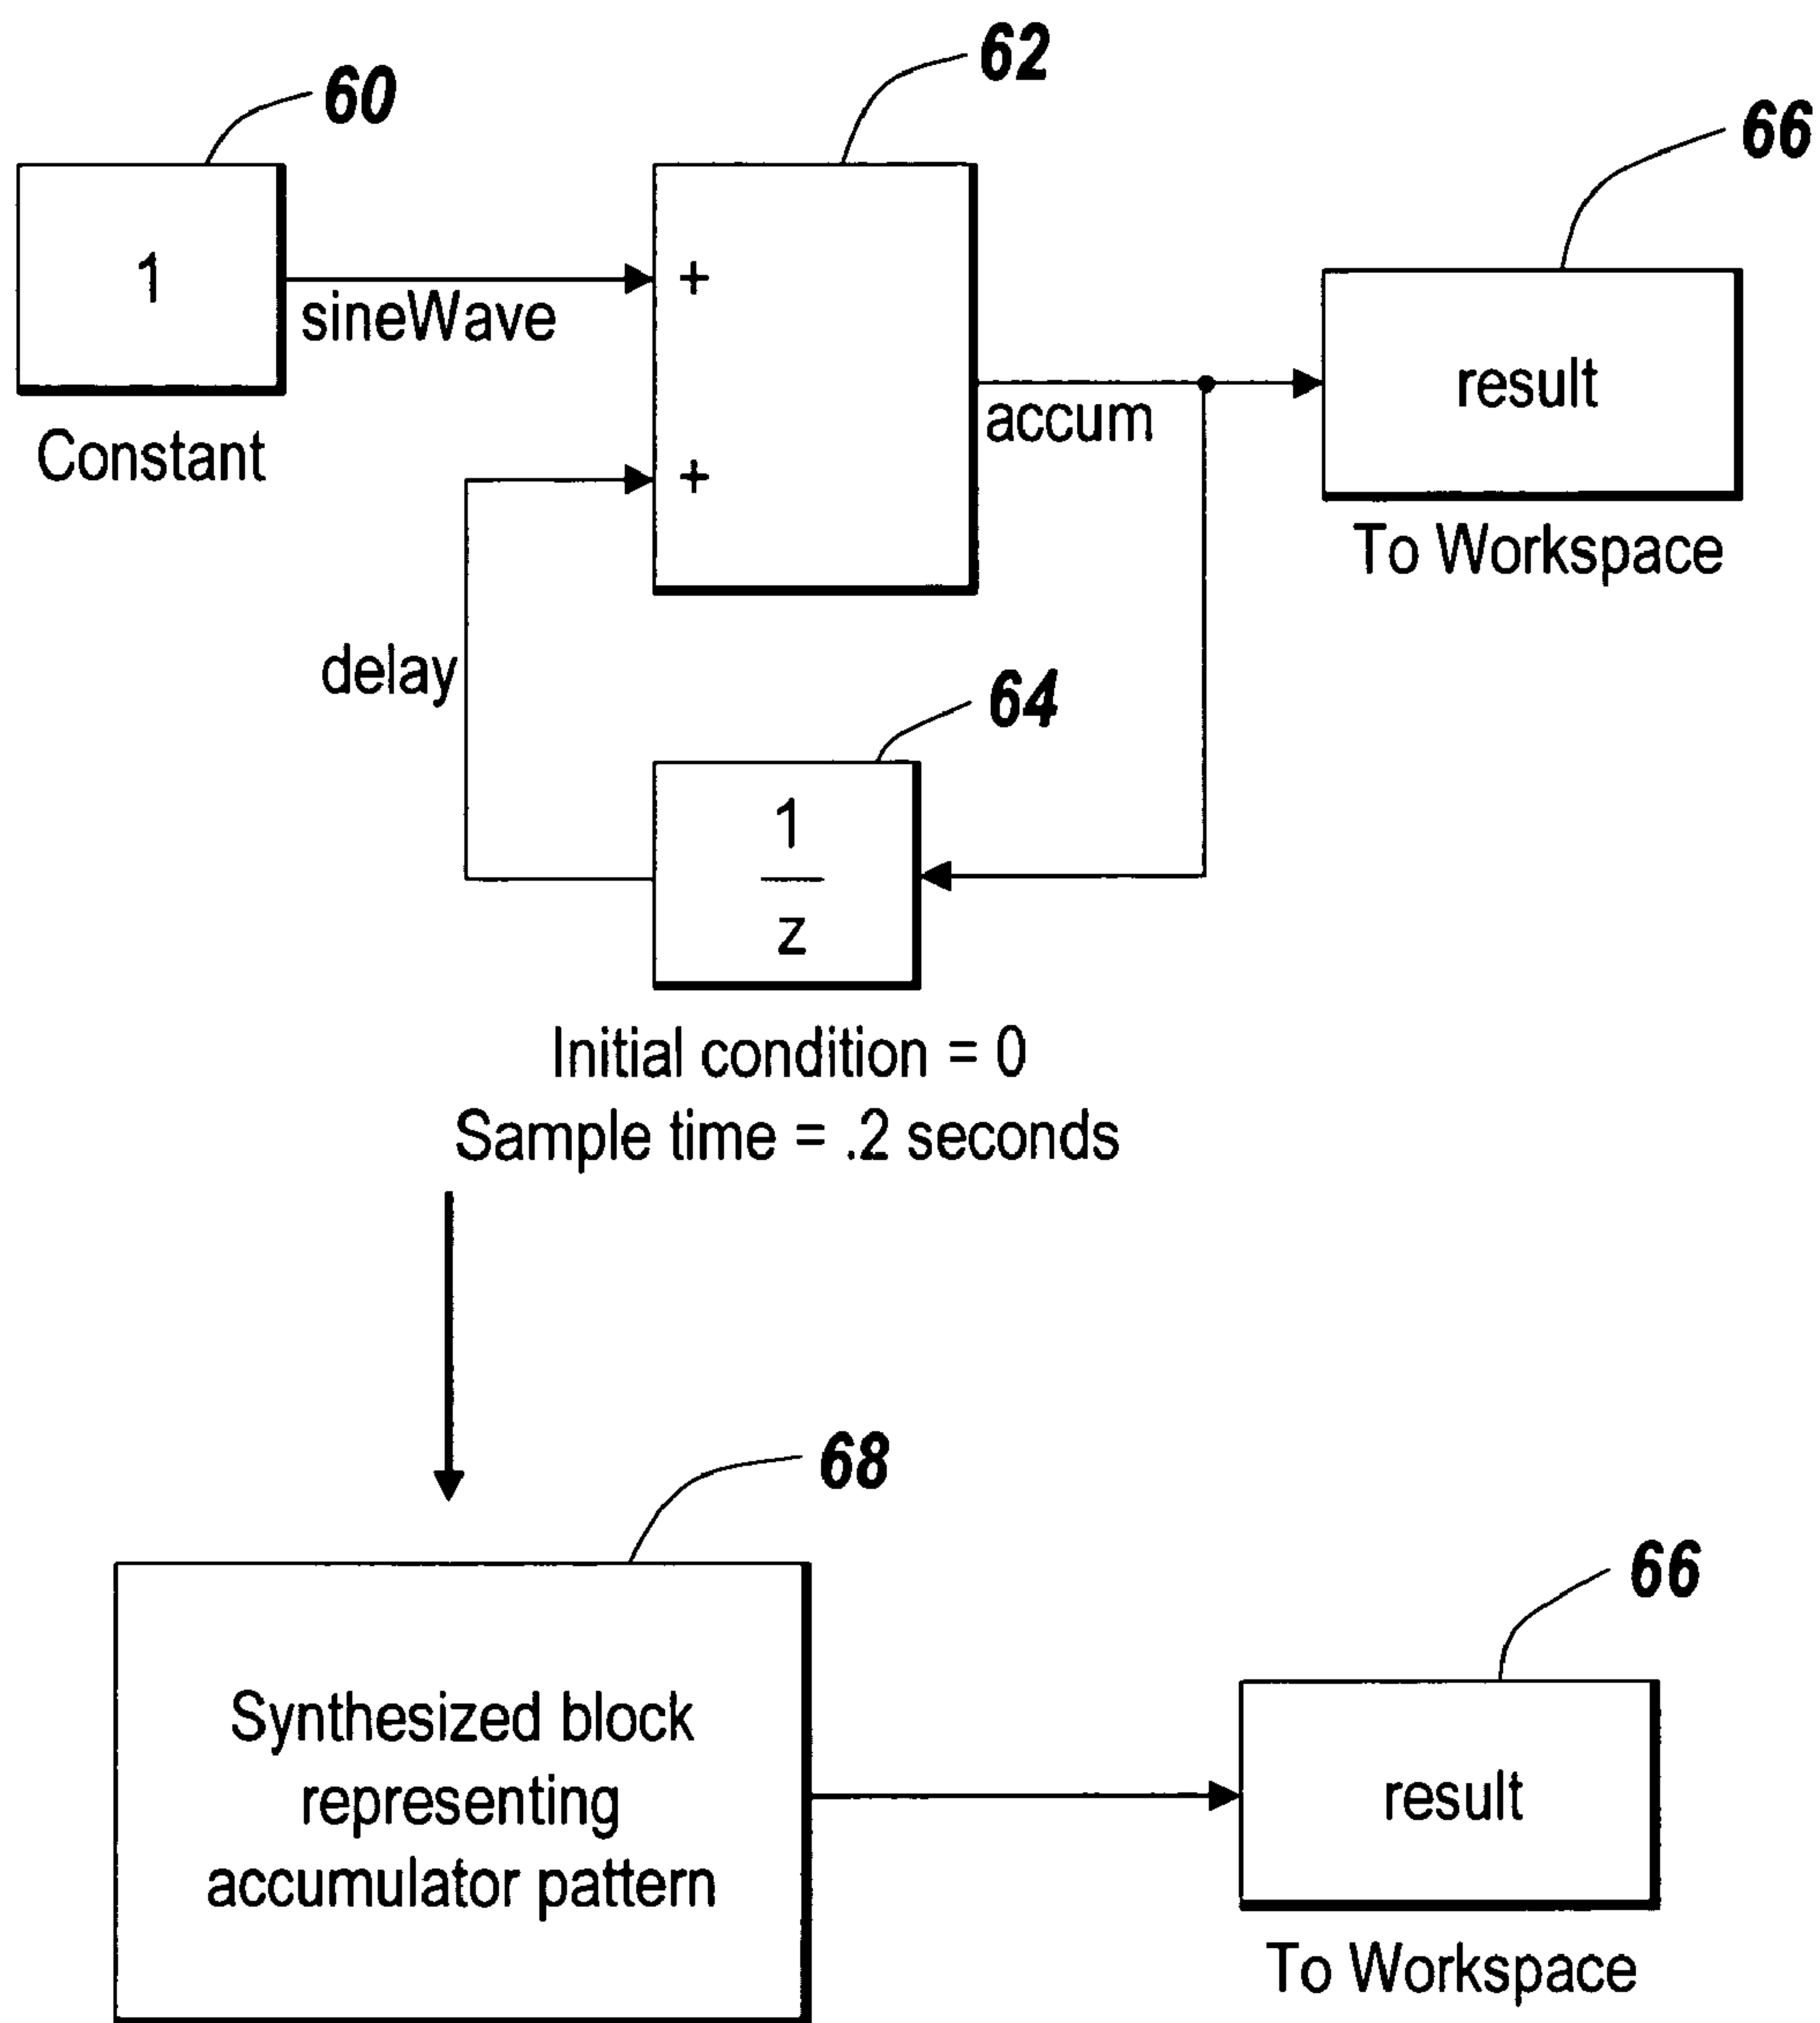 62
60
66
1
+
sineWave
result
accum
Constant
+
To Workspace
delay
64
1
z
Initial condition = 0
Sample time = .2 seconds
68
66
Synthesized block
representing
accumulator pattern
result
To Workspace